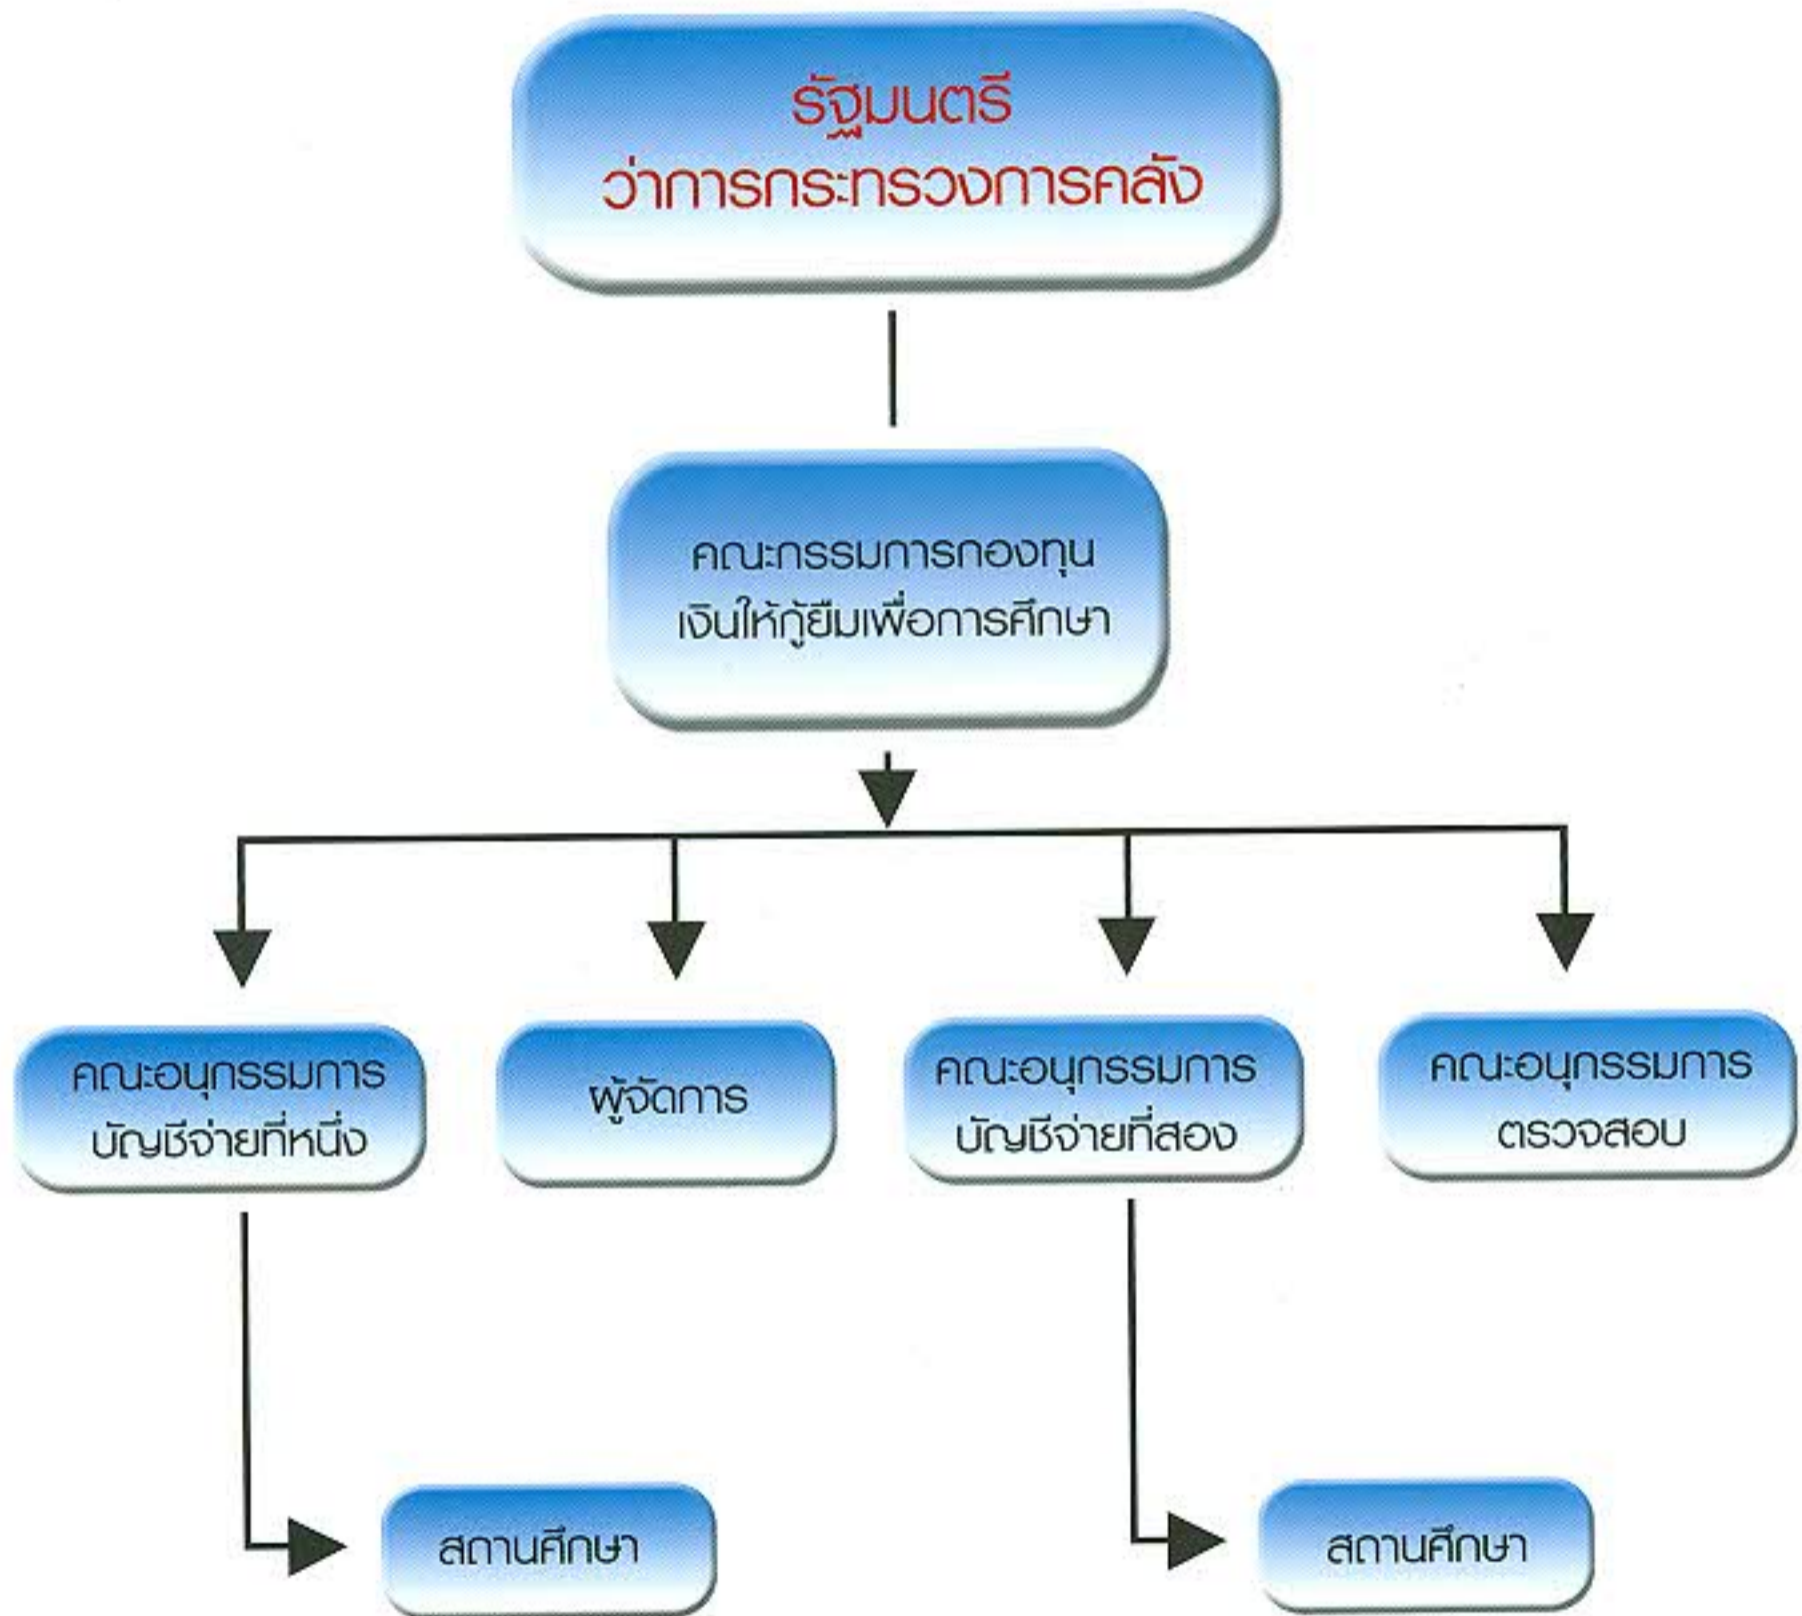 รัฐมนตรี
ว่าการกระทรวงการคลัง
คณะกรรมการกองทุน
เงินให้กู้ยืมเพื่อการศึกษา
คณะอนุกรรมการ
บัญชีจ่ายที่หนึ่ง
ผู้จัดการ
คณะอนุกรรมการ
บัญชีจ่ายที่สอง
คณะอนุกรรมการ
ตรวจสอบ
สถานศึกษา
สถานศึกษา